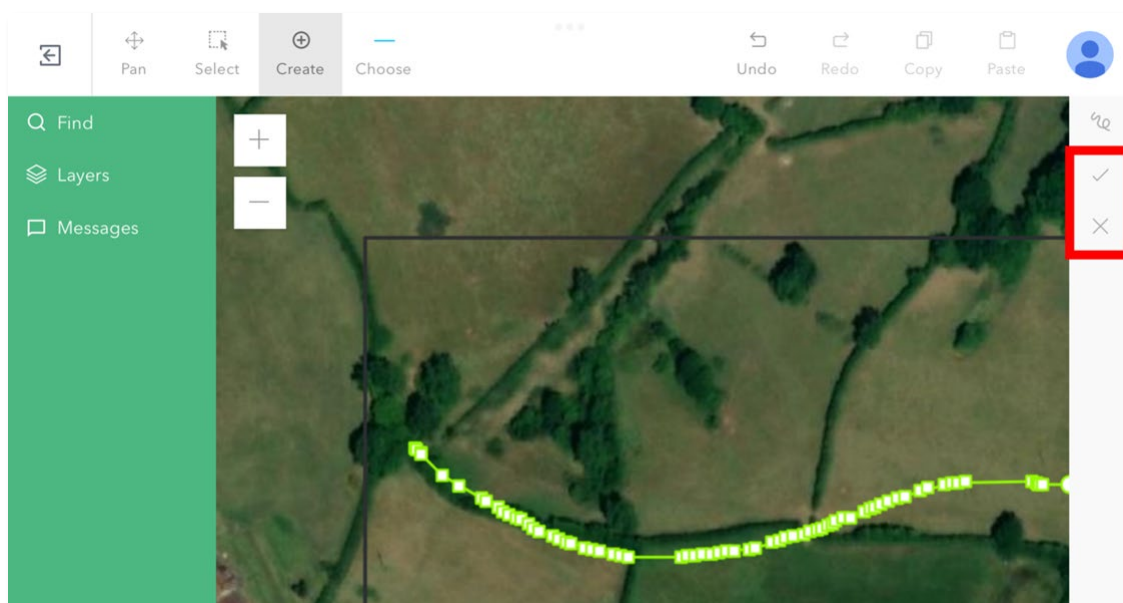 Pan
Select
Create
Choose
Undo
Redo
Copy
Paste
Find
Layers
Messages